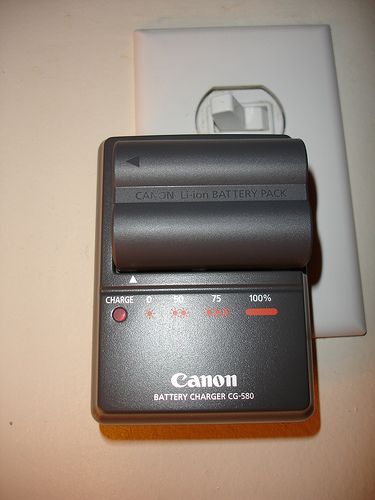 CANON Li-ion BATTERY PACK
CHARGE 0 50 75 100%
Canon
BATTERY CHARGER CG-580